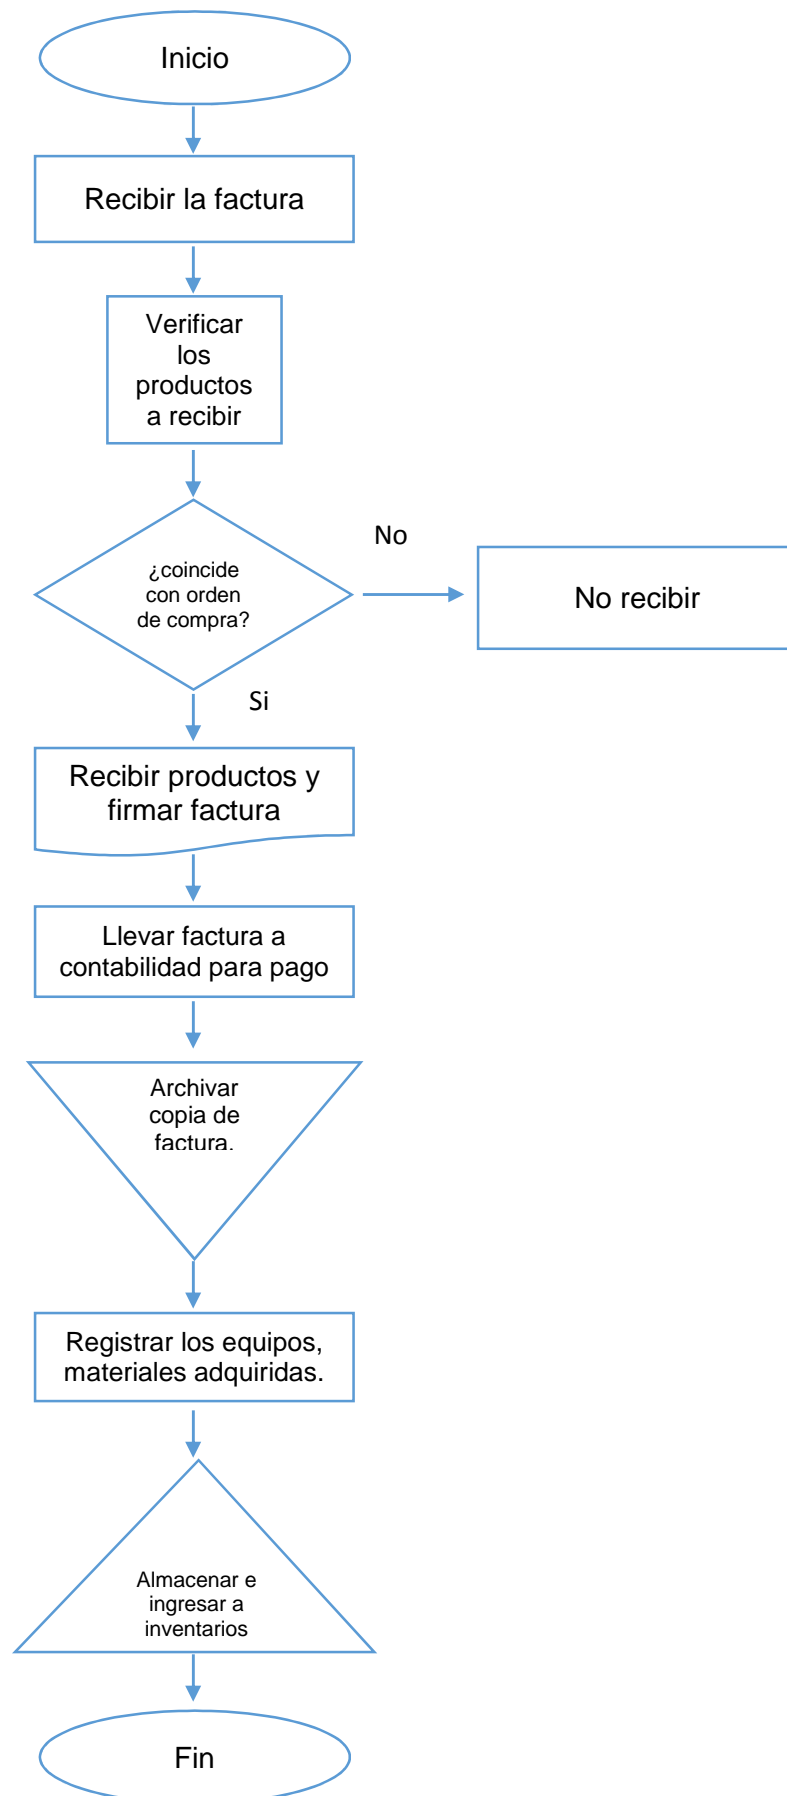 Inicio
Recibir la factura
Verificar
los
productos
a recibir
¿coincide
con orden
de compra?
No
No recibir
Si
Recibir productos y
firmar factura
Llevar factura a
contabilidad para pago
Archivar
copia de
factura.
Registrar los equipos,
materiales adquiridas.
Almacenar e
ingresar a
inventarios
Fin